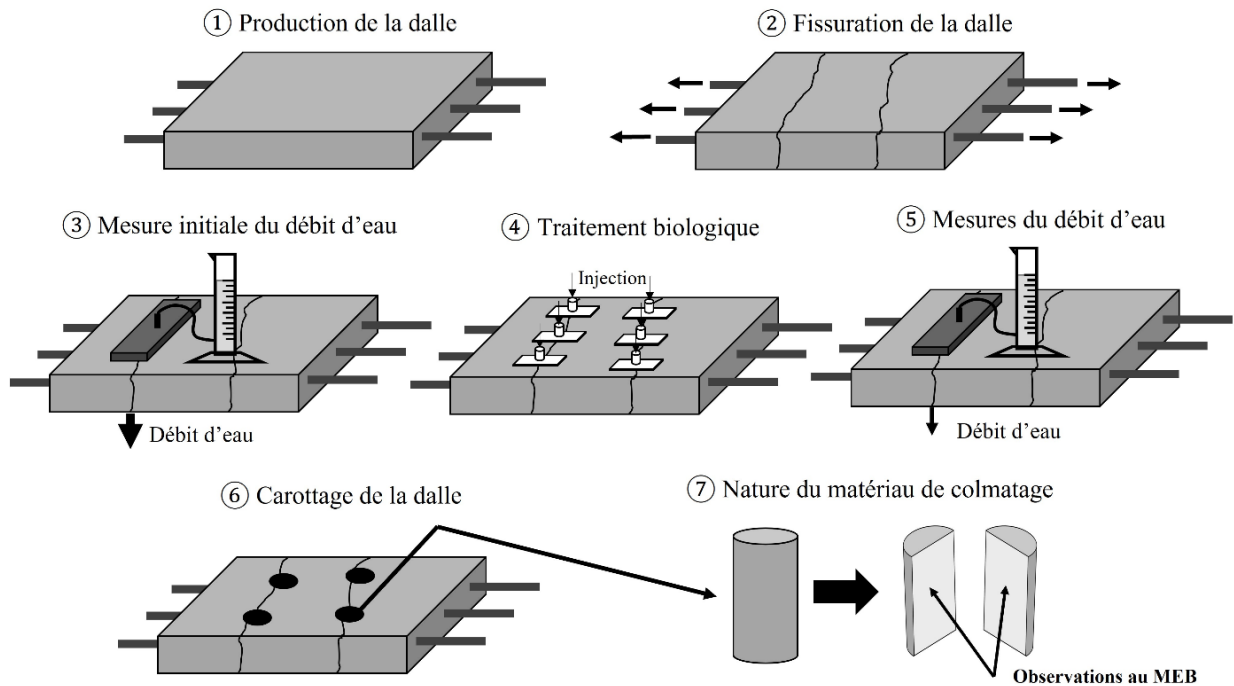 ① Production de la dalle
② Fissuration de la dalle
③ Mesure initiale du débit d'eau
④ Traitement biologique
⑤ Mesures du débit d'eau
Injection
Débit d'eau
Débit d'eau
⑥ Carottage de la dalle
⑦ Nature du matériau de colmatage
Observations au MEB